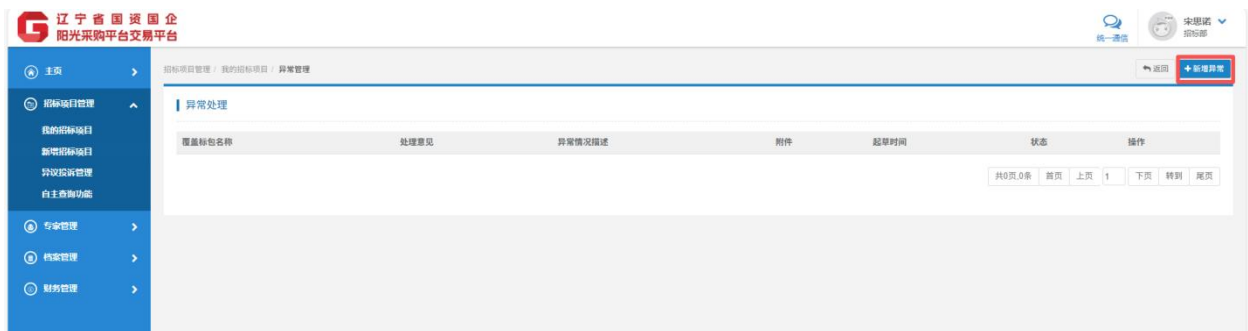 辽宁省国资国企
阳光采购平台交易平台
统一通信
宋思诺
招标部
主页
招标项目管理
我的招标项目
新增招标项目
异议投诉管理
自主查询功能
专家管理
档案管理
财务管理
招标项目管理 / 我的招标项目 / 异常管理
返回
+新增异常
异常处理
覆盖标包名称 处理意见 异常情况描述 附件 起草时间 状态 操作
共0页,0条 首页 上页 1 下页 转到 尾页